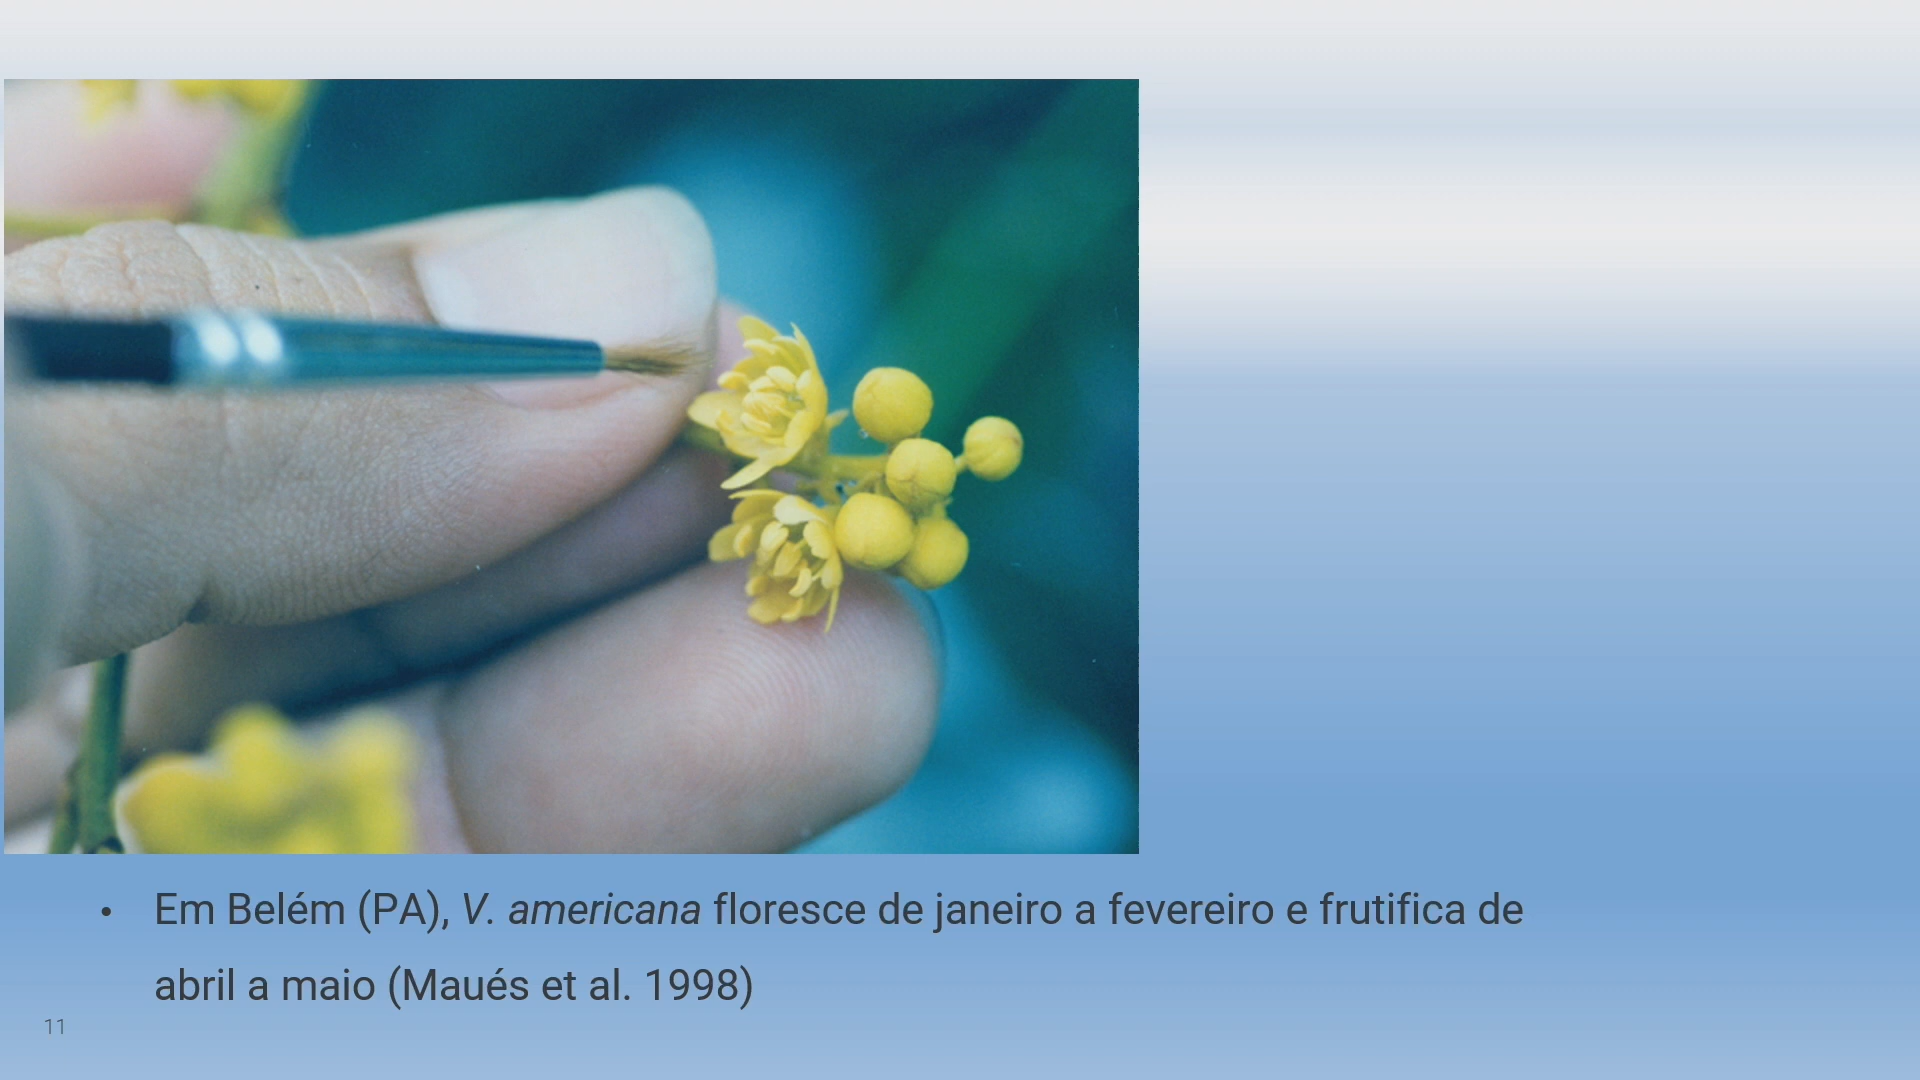 • Em Belém (PA), V. americana floresce de janeiro a fevereiro e frutifica de
abril a maio (Maués et al. 1998)
11